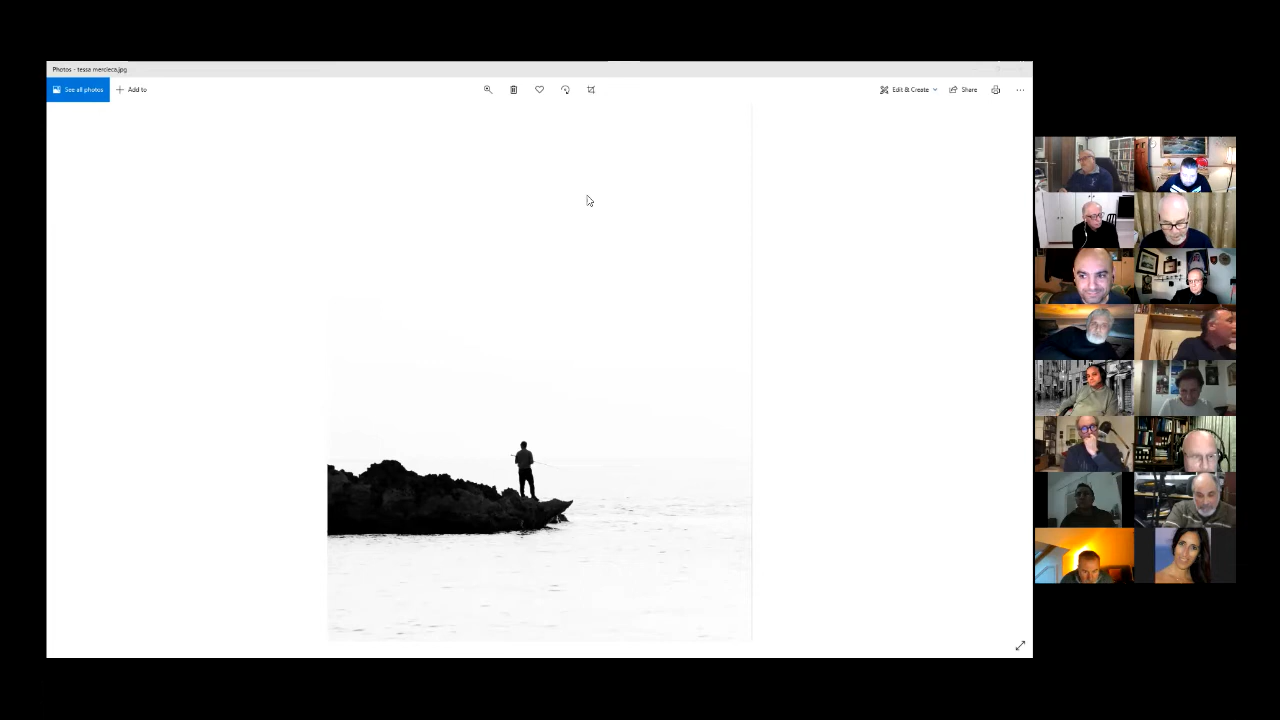 Photos - tessa mercieca.jpg
See all photos
Add to
Edit & Create
Share